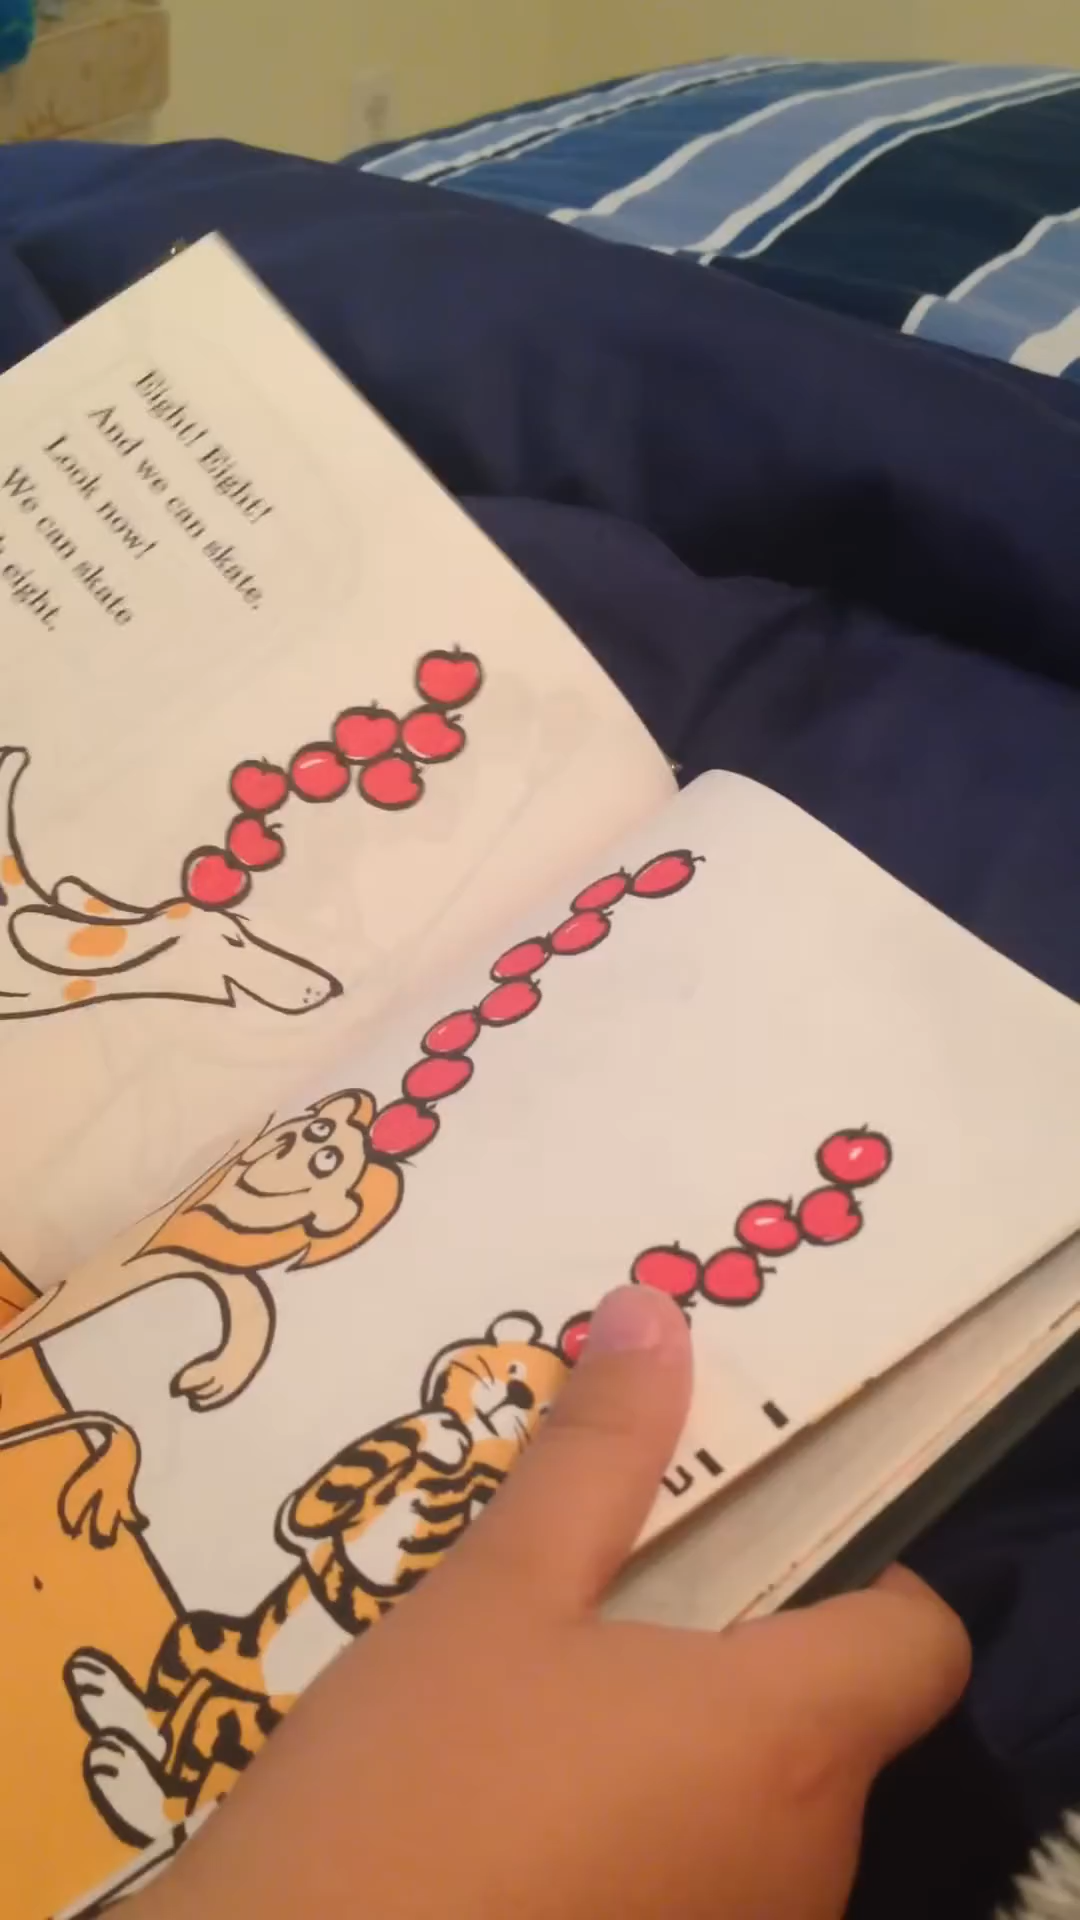 Eight! Eight!
And we can skate.
Look now!
We can skate
eight.